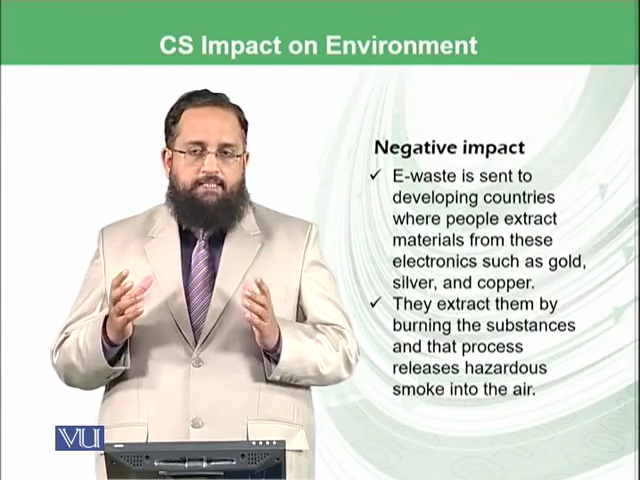 CS Impact on Environment
Negative impact
✓ E-waste is sent to
developing countries
where people extract
materials from these
electronics such as gold,
silver, and copper.
✓ They extract them by
burning the substances
and that process
releases hazardous
smoke into the air.
VU